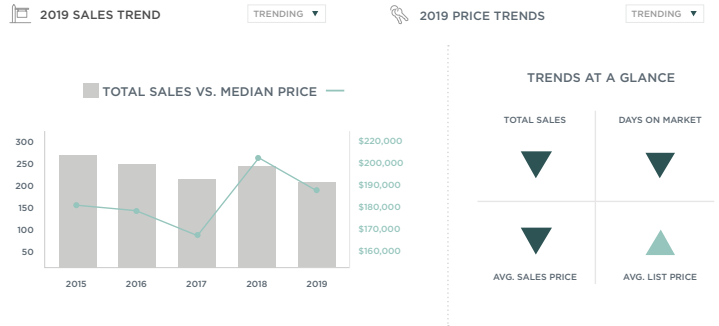 2019 SALES TREND
TRENDING ▼
2019 PRICE TRENDS
TRENDING ▼
TOTAL SALES VS. MEDIAN PRICE
300
250
200
150
100
50
$220,000
$200,000
$190,000
$180,000
$170,000
$160,000
2015 2016 2017 2018 2019
TRENDS AT A GLANCE
TOTAL SALES
DAYS ON MARKET
AVG. SALES PRICE
AVG. LIST PRICE